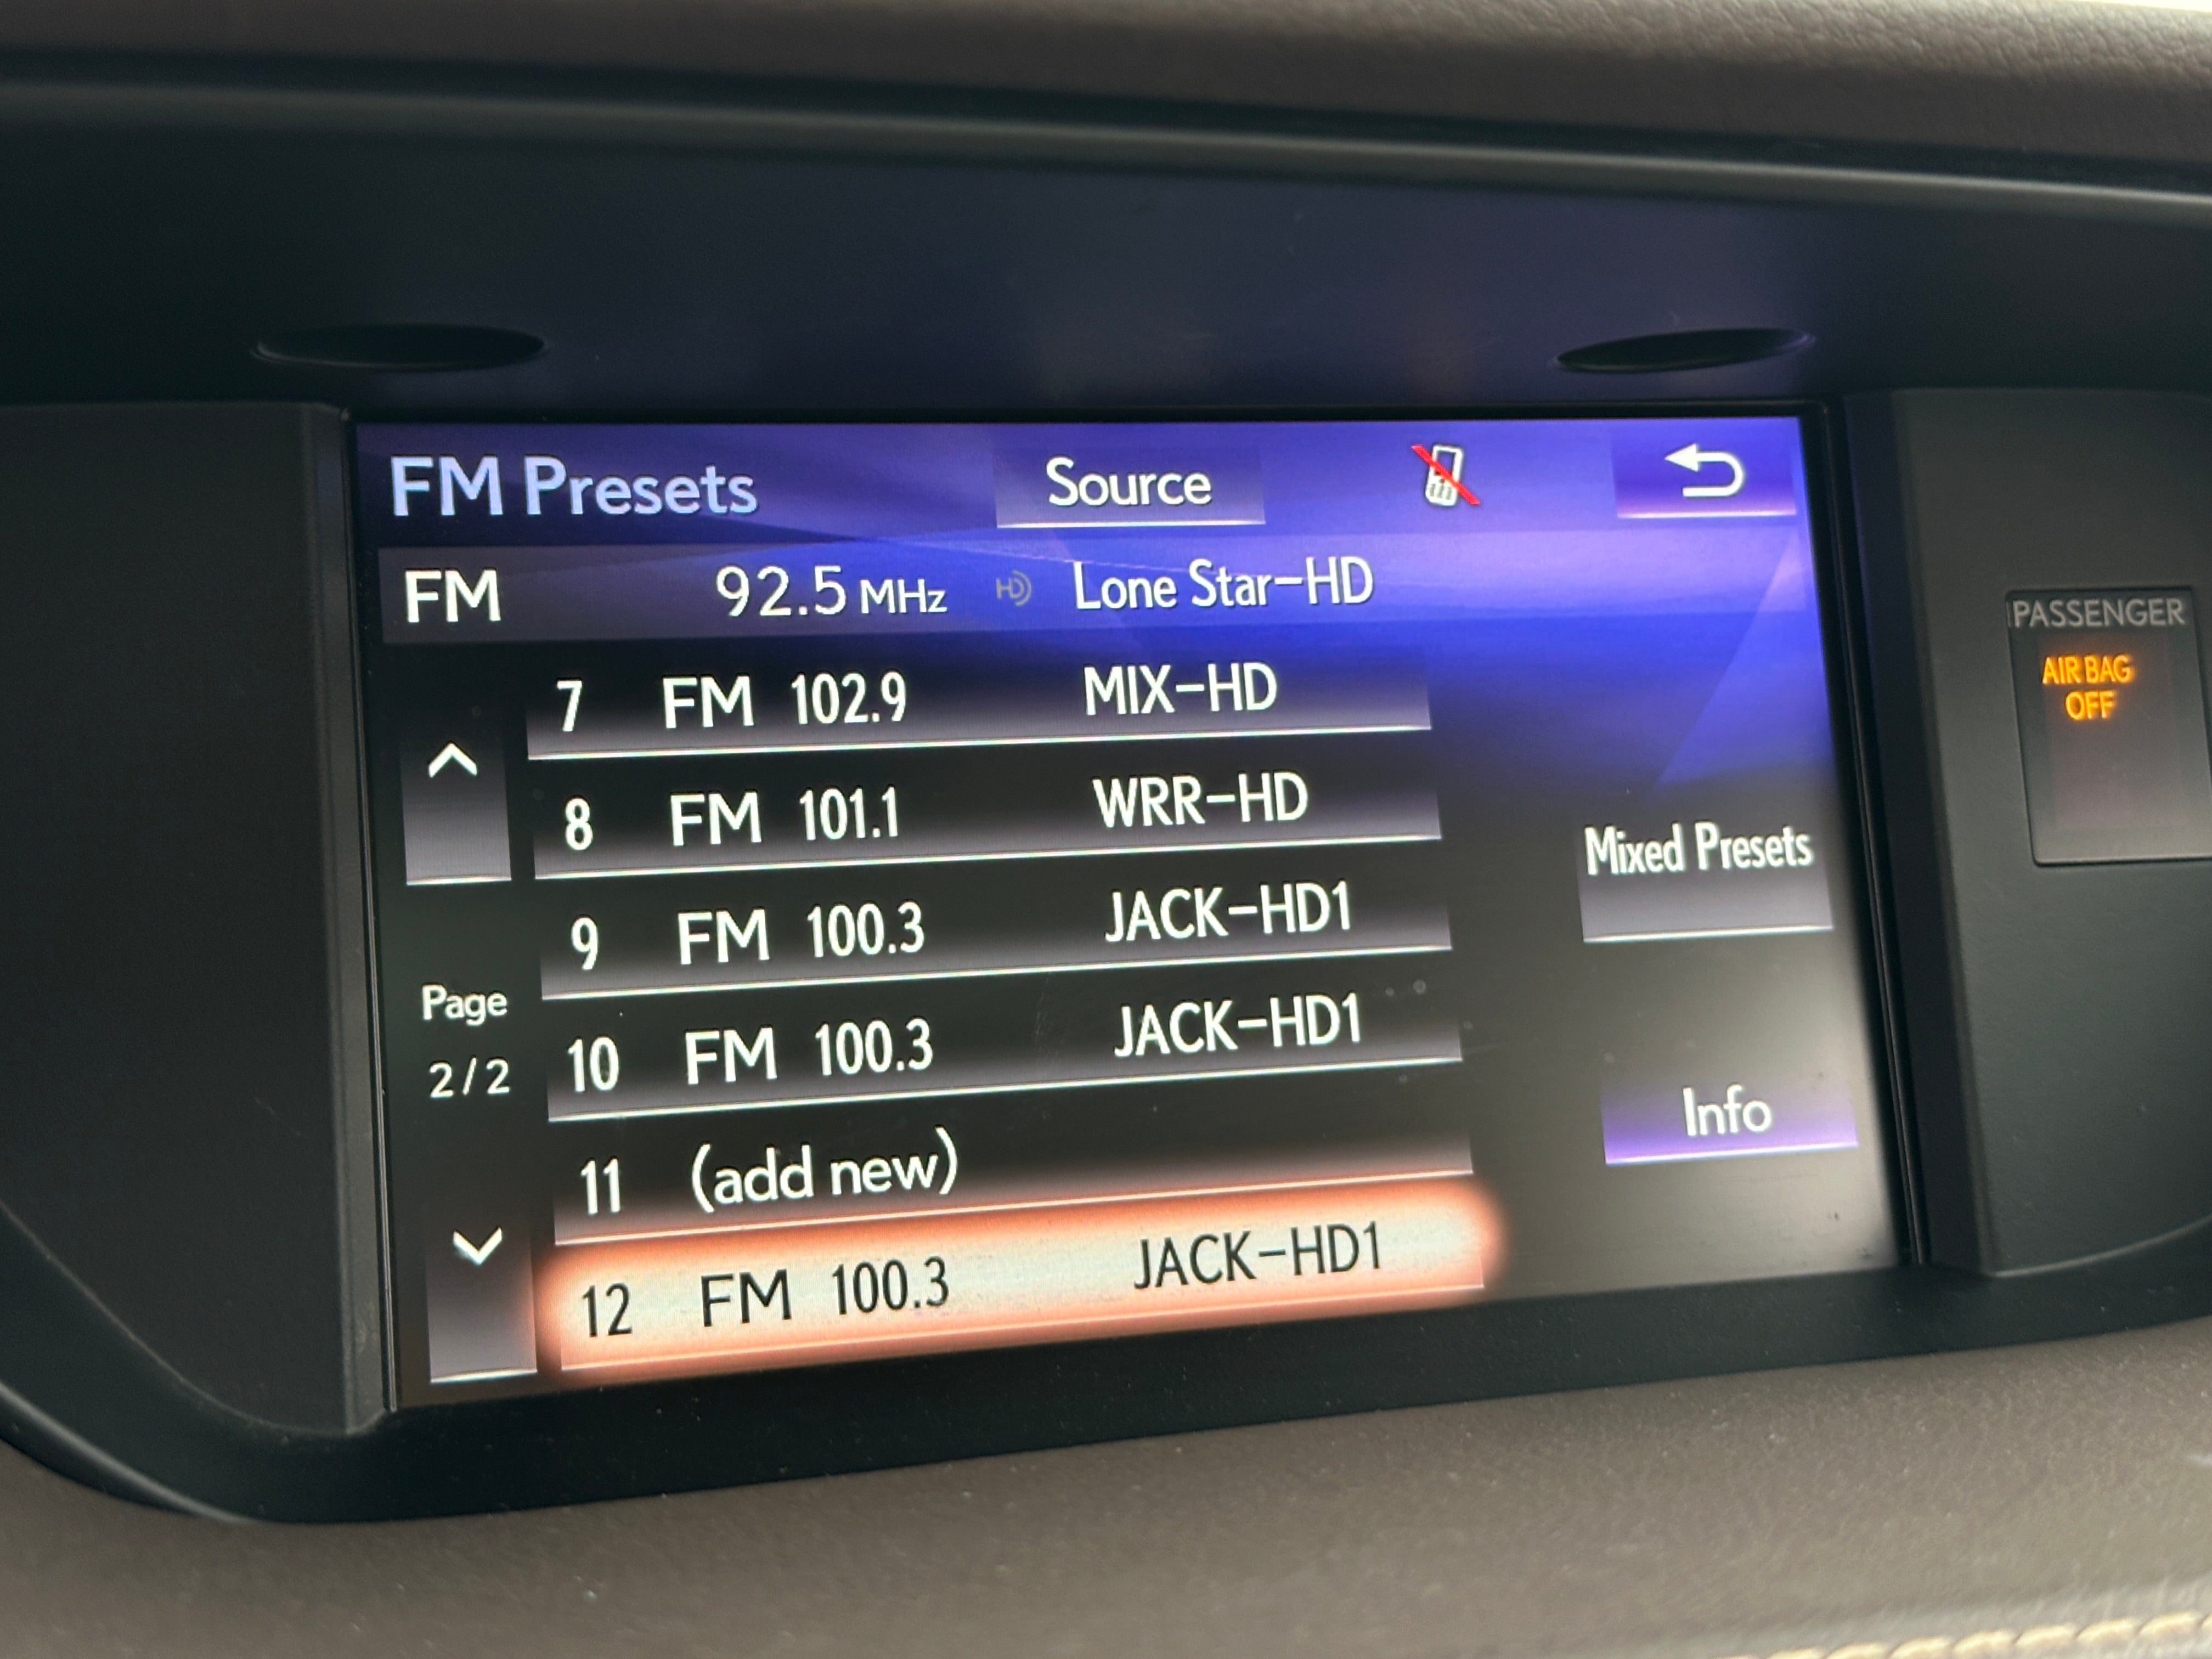 FM Presets Source
FM 92.5 MHz HD Lone Star-HD
7 FM 102.9 MIX-HD
8 FM 101.1 WRR-HD
9 FM 100.3 JACK-HD1
10 FM 100.3 JACK-HD1
11 (add new)
12 FM 100.3 JACK-HD1
Page
2/2
Mixed Presets
Info
PASSENGER
AIR BAG
OFF